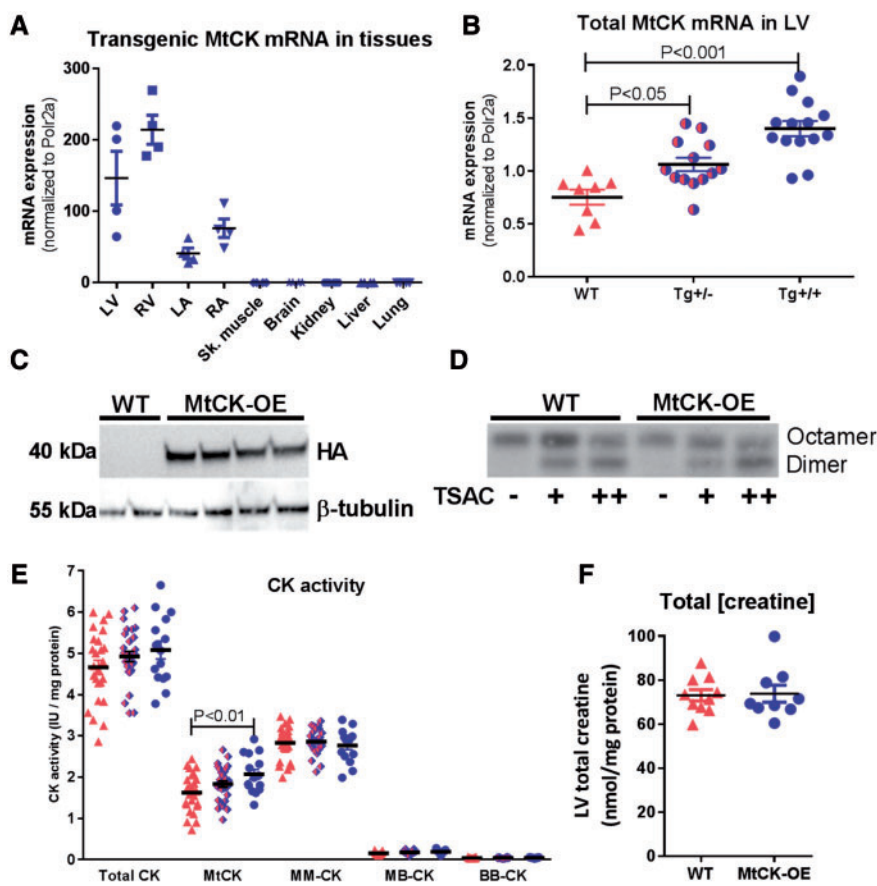 A
Transgenic MtCK mRNA in tissues
mRNA expression
(normalized to Polr2a)
300
200
100
0
LV
RV
LA
RA
Sk. muscle
Brain
Kidney
Liver
Lung
B
Total MtCK mRNA in LV
P<0.001
P<0.05
mRNA expression
(normalized to Polr2a)
2.0
1.5
1.0
0.5
0.0
WT
Tg+/-
Tg+/+
C
WT MtCK-OE
40 kDa HA
55 kDa β-tubulin
D
WT MtCK-OE
Octamer
Dimer
TSAC - + ++ - + ++
E
CK activity
CK activity (IU / mg protein)
7
6
5
4
3
2
1
0
P<0.01
Total CK MtCK MM-CK MB-CK BB-CK
F
Total [creatine]
LV total creatine
(nmol/mg protein)
100
80
60
40
20
0
WT MtCK-OE